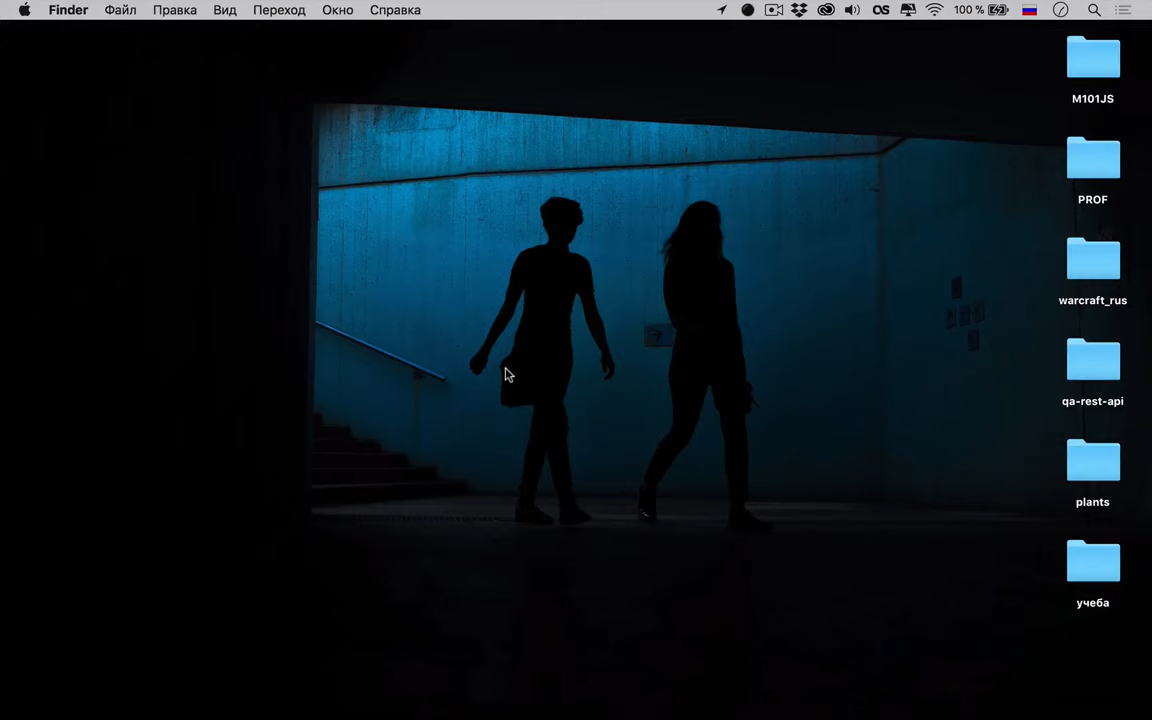 Finder Файл Правка Вид Переход Окно Справка 100 %
M101JS
PROF
warcraft_rus
qa-rest-api
plants
учеба